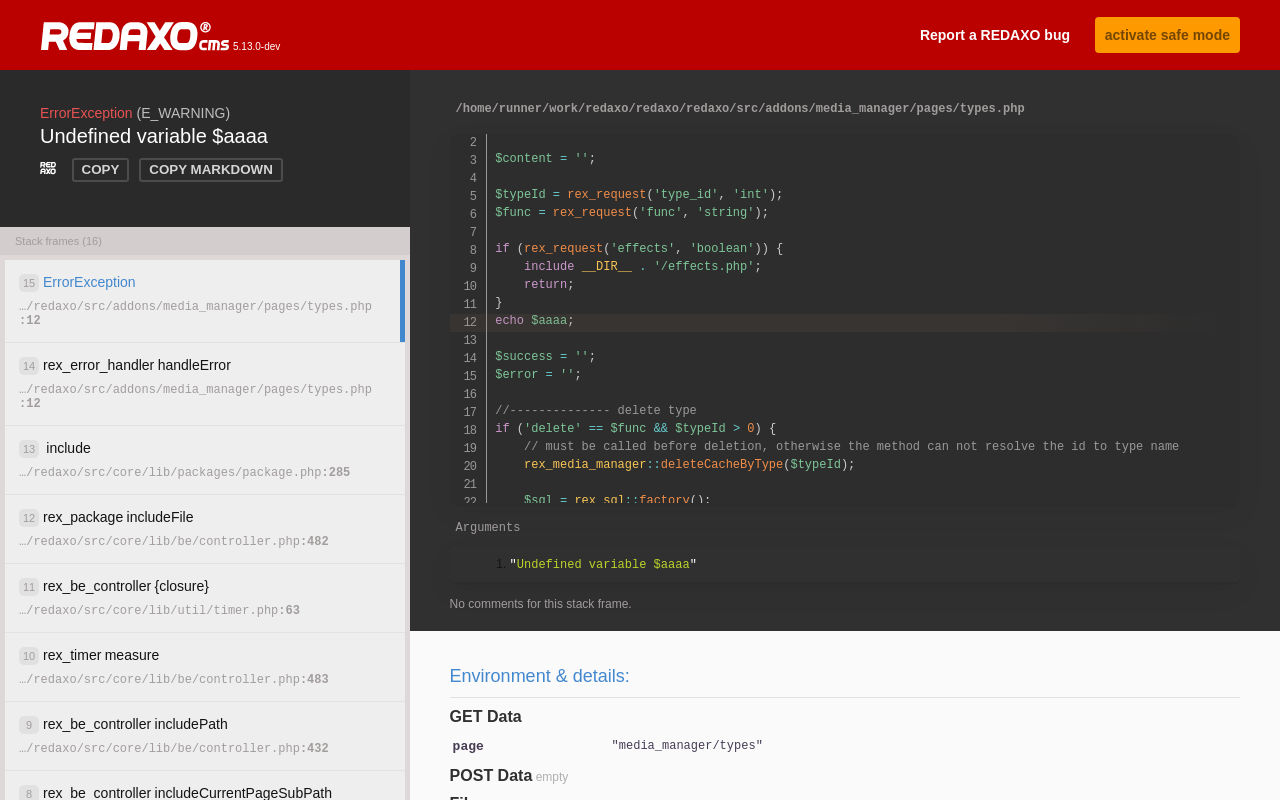 REDAXO® cms 5.13.0-dev
Report a REDAXO bug
activate safe mode
ErrorException (E_WARNING)
Undefined variable $aaaa
RED
AXO
COPY
COPY MARKDOWN
Stack frames (16)
15 ErrorException
…/redaxo/src/addons/media_manager/pages/types.php
:12
14 rex_error_handler handleError
…/redaxo/src/addons/media_manager/pages/types.php
:12
13 include
…/redaxo/src/core/lib/packages/package.php:285
12 rex_package includeFile
…/redaxo/src/core/lib/be/controller.php:482
11 rex_be_controller {closure}
…/redaxo/src/core/lib/util/timer.php:63
10 rex_timer measure
…/redaxo/src/core/lib/be/controller.php:483
9 rex_be_controller includePath
…/redaxo/src/core/lib/be/controller.php:432
8 rex_be_controller includeCurrentPageSubPath
/home/runner/work/redaxo/redaxo/redaxo/src/addons/media_manager/pages/types.php
2
3 $content = '';
4
5 $typeId = rex_request('type_id', 'int');
6 $func = rex_request('func', 'string');
7
8 if (rex_request('effects', 'boolean')) {
9     include __DIR__ . '/effects.php';
10     return;
11 }
12 echo $aaaa;
13
14 $success = '';
15 $error = '';
16
17 //-------------- delete type
18 if ('delete' == $func && $typeId > 0) {
19     // must be called before deletion, otherwise the method can not resolve the id to type name
20     rex_media_manager::deleteCacheByType($typeId);
21
22     $sql = rex_sql::factory();
Arguments
1. "Undefined variable $aaaa"
No comments for this stack frame.
Environment & details:
GET Data
page "media_manager/types"
POST Data empty